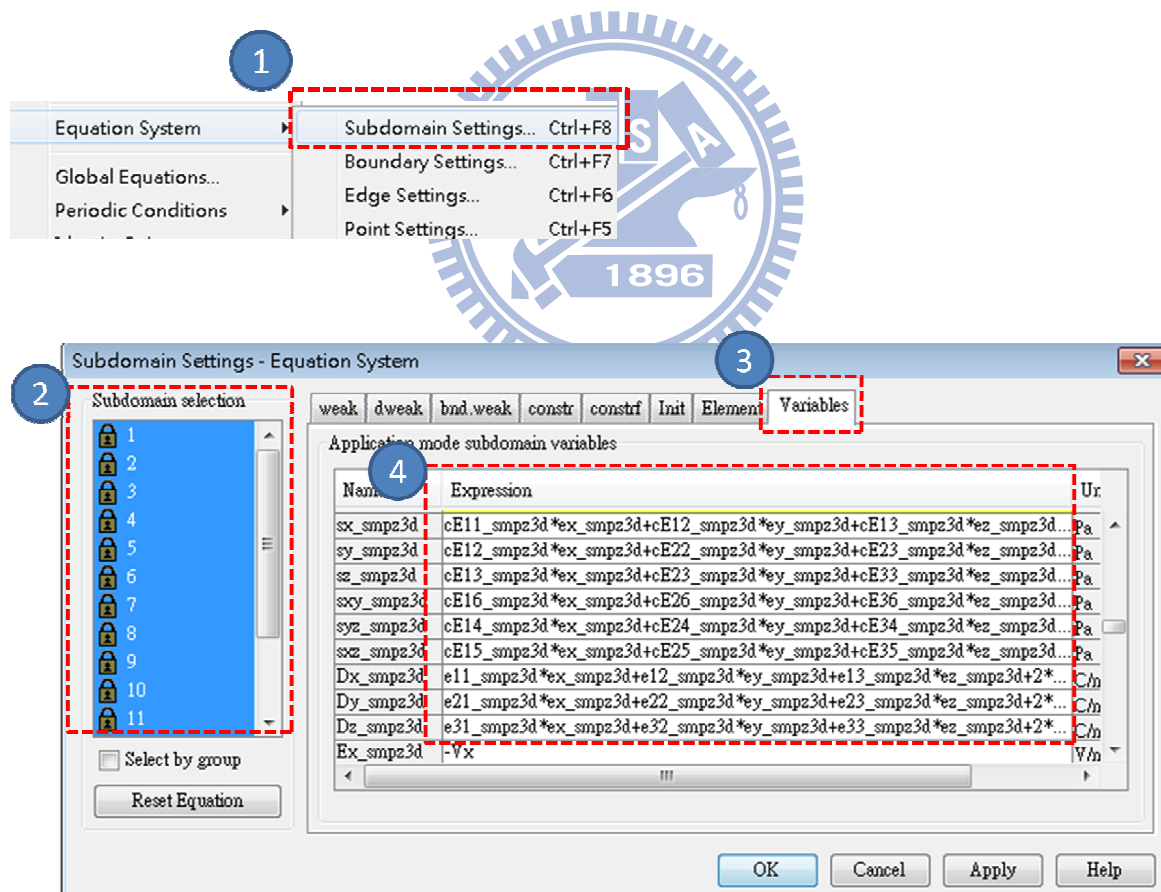 1
Equation System
Subdomain Settings... Ctrl+F8
Boundary Settings... Ctrl+F7
Global Equations...
Edge Settings... Ctrl+F6
Periodic Conditions
Point Settings... Ctrl+F5
S A
8
1896
Subdomain Settings - Equation System
2
3
Subdomain selection
weak dweak bnd.weak constr constrf Init Element Variables
1
2
3
4
5
6
7
8
9
10
11
Application mode subdomain variables
4
Expression
sx_smpz3d cE11_smpz3d*ex_smpz3d+cE12_smpz3d*ey_smpz3d+cE13_smpz3d*ez_smpz3d... Pa
sy_smpz3d cE12_smpz3d*ex_smpz3d+cE22_smpz3d*ey_smpz3d+cE23_smpz3d*ez_smpz3d... Pa
sz_smpz3d cE13_smpz3d*ex_smpz3d+cE23_smpz3d*ey_smpz3d+cE33_smpz3d*ez_smpz3d... Pa
sxy_smpz3d cE16_smpz3d*ex_smpz3d+cE26_smpz3d*ey_smpz3d+cE36_smpz3d*ez_smpz3d... Pa
syz_smpz3d cE14_smpz3d*ex_smpz3d+cE24_smpz3d*ey_smpz3d+cE34_smpz3d*ez_smpz3d... Pa
sxz_smpz3d cE15_smpz3d*ex_smpz3d+cE25_smpz3d*ey_smpz3d+cE35_smpz3d*ez_smpz3d... Pa
Dx_smpz3d e11_smpz3d*ex_smpz3d+e12_smpz3d*ey_smpz3d+e13_smpz3d*ez_smpz3d+2*... C/m
Dy_smpz3d e21_smpz3d*ex_smpz3d+e22_smpz3d*ey_smpz3d+e23_smpz3d*ez_smpz3d+2*... C/m
Dz_smpz3d e31_smpz3d*ex_smpz3d+e32_smpz3d*ey_smpz3d+e33_smpz3d*ez_smpz3d+2*... C/m
Ex_smpz3d -Vx V/m
Select by group
Reset Equation
OK Cancel Apply Help